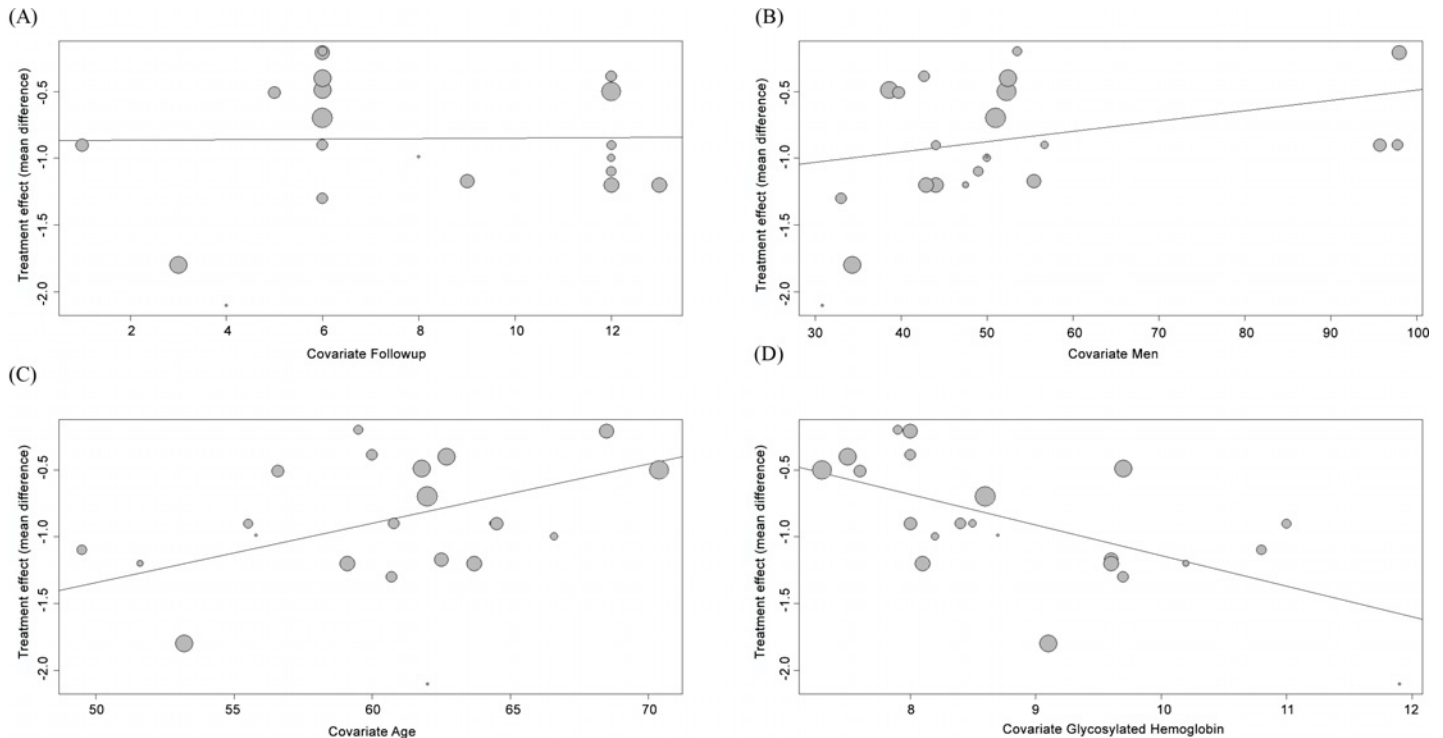 (A)
Treatment effect (mean difference)
-0.5
-1.0
-1.5
-2.0
2 4 6 8 10 12
Covariate Followup
(B)
Treatment effect (mean difference)
-0.5
-1.0
-1.5
-2.0
30 40 50 60 70 80 90 100
Covariate Men
(C)
Treatment effect (mean difference)
-0.5
-1.0
-1.5
-2.0
50 55 60 65 70
Covariate Age
(D)
Treatment effect (mean difference)
-0.5
-1.0
-1.5
-2.0
8 9 10 11 12
Covariate Glycosylated Hemoglobin